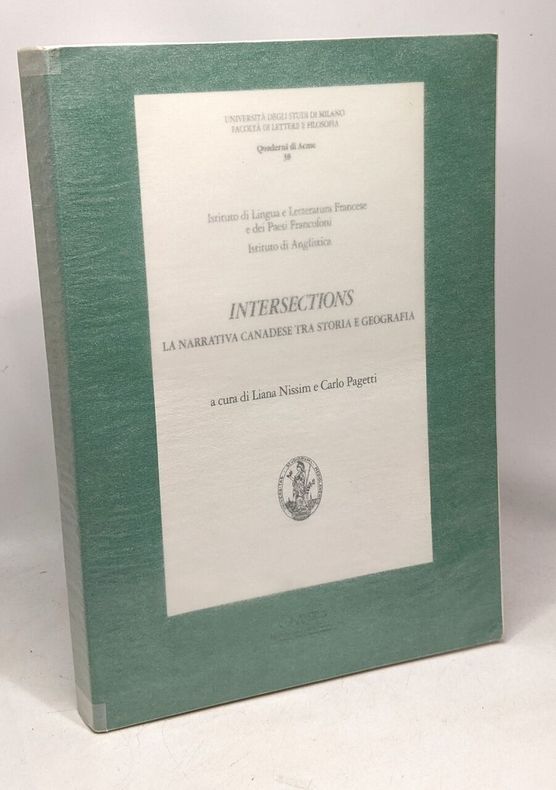 UNIVERSITÀ DEGLI STUDI DI MILANO
FACOLTÀ DI LETTERE E FILOSOFIA
Quaderni di Acme
38
Istituto di Lingua e Letteratura Francese
e dei Paesi Francofoni
Istituto di Anglistica
INTERSECTIONS
LA NARRATIVA CANADESE TRA STORIA E GEOGRAFIA
a cura di Liana Nissim e Carlo Pagetti